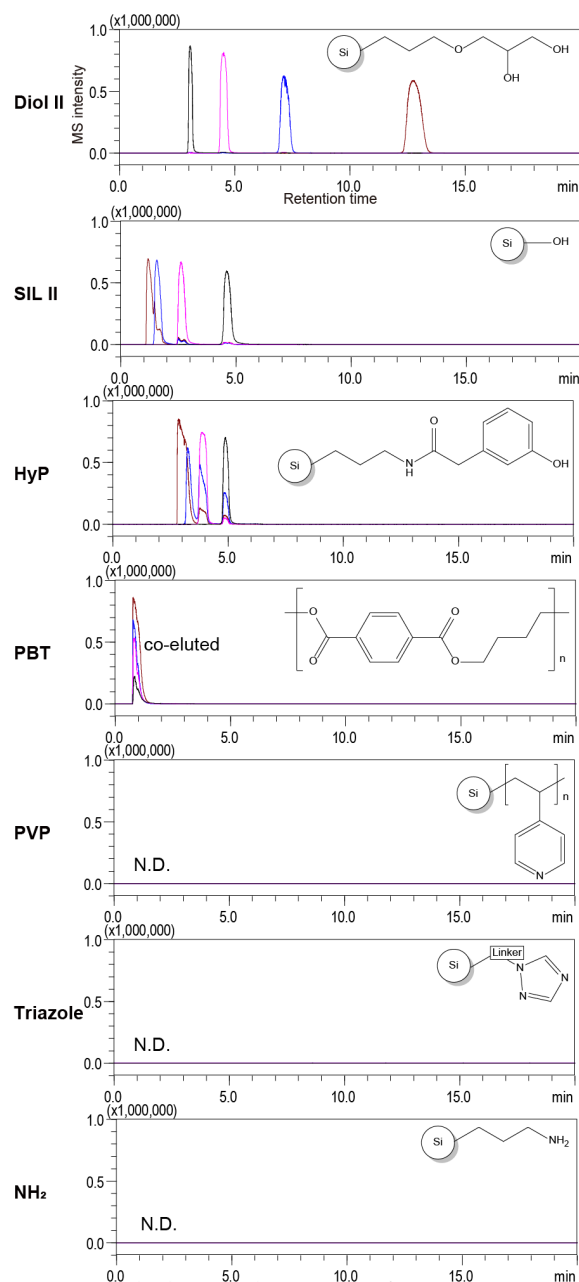 (x1,000,000)
1.0
Diol II
MS intensity
0.5
0.0
Si
O
OH
OH
0.0 5.0 10.0 15.0 min
Retention time
(x1,000,000)
1.0
SIL II
0.5
0.0
Si
OH
0.0 5.0 10.0 15.0 min
(x1,000,000)
1.0
HyP
0.5
0.0
Si
N
H
O
OH
0.0 5.0 10.0 15.0 min
(x1,000,000)
1.0
PBT
0.5
0.0
co-eluted
O
O
O
O
n
0.0 5.0 10.0 15.0 min
(x1,000,000)
1.0
PVP
0.5
0.0
N.D.
Si
n
N
0.0 5.0 10.0 15.0 min
(x1,000,000)
1.0
Triazole
0.5
0.0
N.D.
Si
Linker
N
N
N
0.0 5.0 10.0 15.0 min
(x1,000,000)
1.0
NH₂
0.5
0.0
N.D.
Si
NH₂
0.0 5.0 10.0 15.0 min